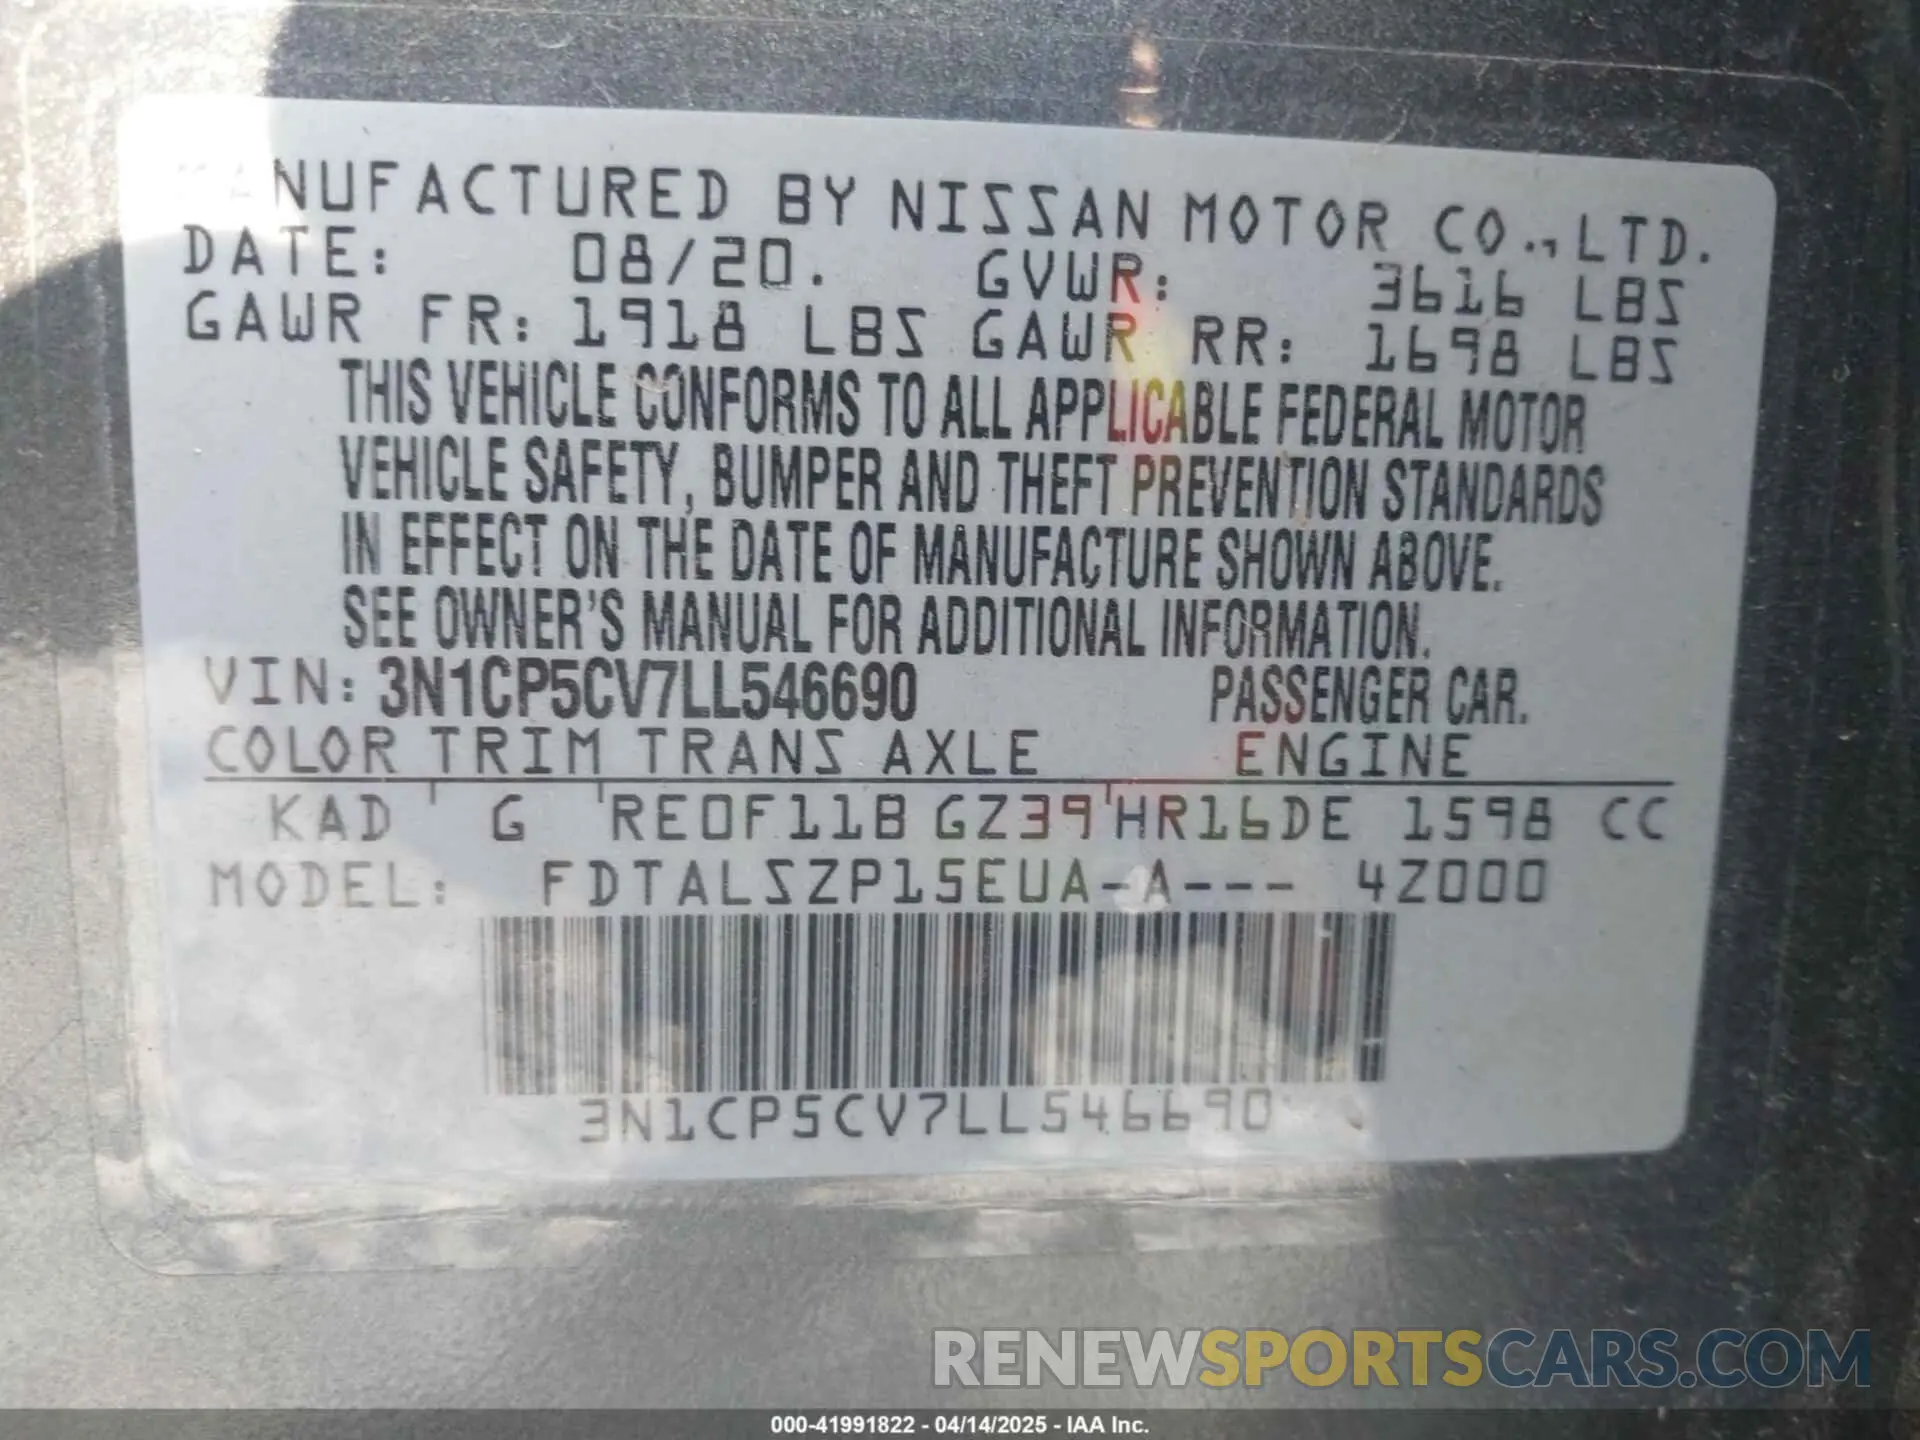 MANUFACTURED BY NISSAN MOTOR CO., LTD.
DATE: 08/20. GVWR: 3616 LBS
GAWR FR: 1918 LBS GAWR RR: 1698 LBS
THIS VEHICLE CONFORMS TO ALL APPLICABLE FEDERAL MOTOR
VEHICLE SAFETY, BUMPER AND THEFT PREVENTION STANDARDS
IN EFFECT ON THE DATE OF MANUFACTURE SHOWN ABOVE.
SEE OWNER'S MANUAL FOR ADDITIONAL INFORMATION.
VIN: 3N1CP5CV7LL546690 PASSENGER CAR.
COLOR TRIM TRANS AXLE ENGINE
KAD G RE0F11B GZ39 HR16DE 1598 CC
MODEL: FDTALSZP15EUA-A--- 4Z000
3N1CP5CV7LL546690
RENEWSPORTSCARS.COM
000-41991822 - 04/14/2025 - IAA Inc.